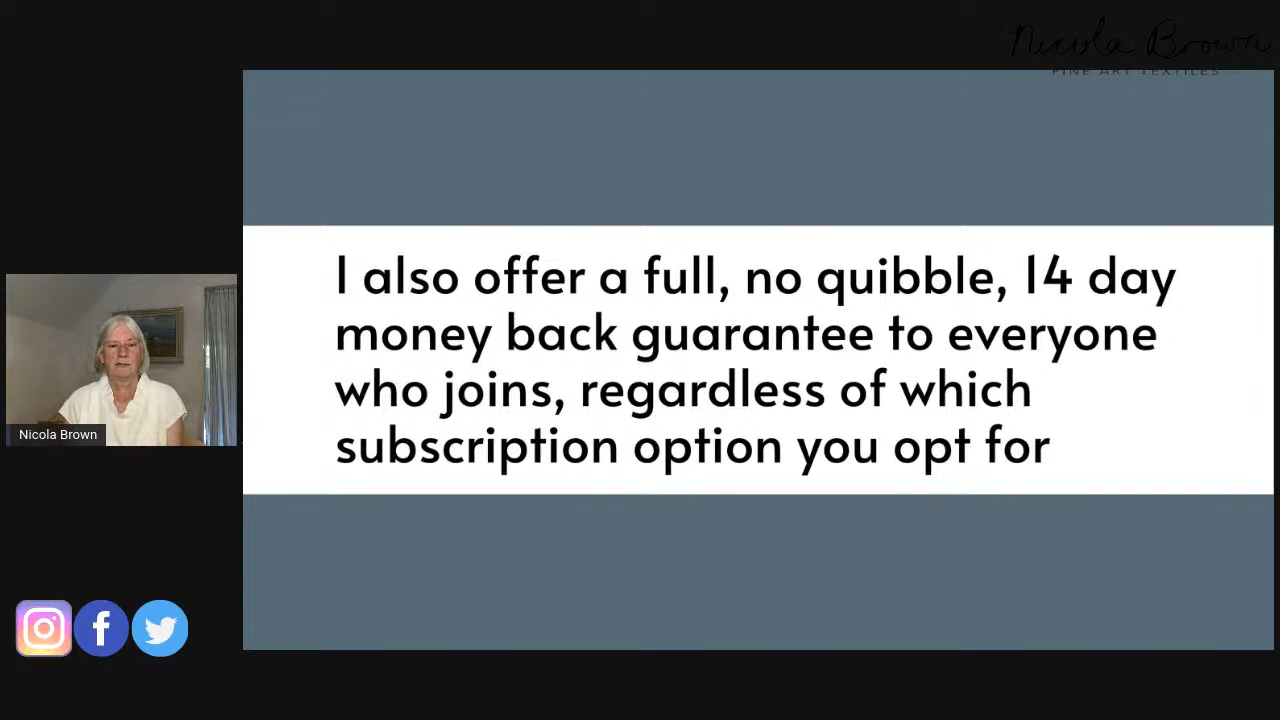 Nicola Brown
FINE ART TEXTILES
I also offer a full, no quibble, 14 day
money back guarantee to everyone
who joins, regardless of which
subscription option you opt for
Nicola Brown